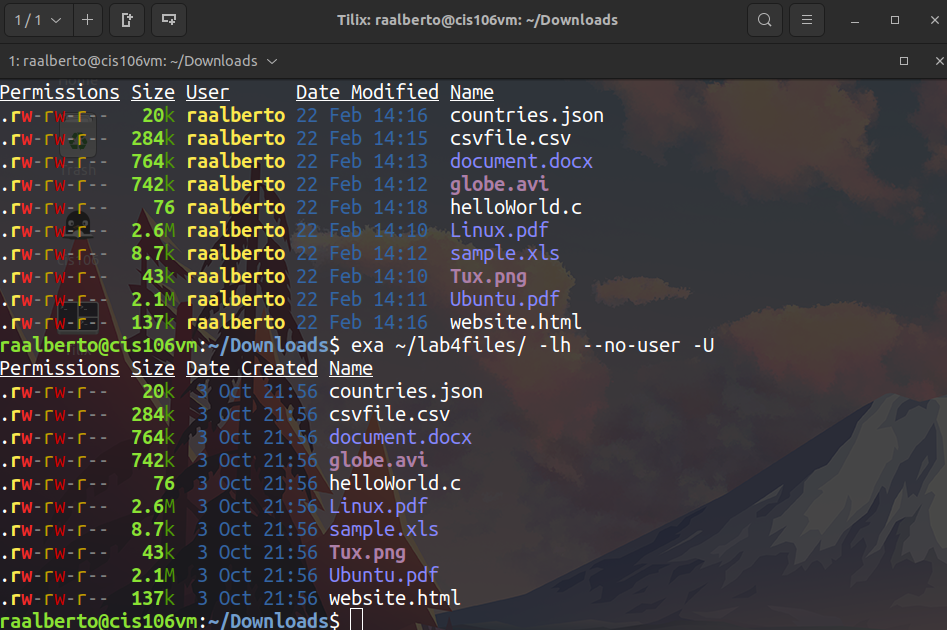 1 / 1
Tilix: raalberto@cis106vm: ~/Downloads
1: raalberto@cis106vm: ~/Downloads
Permissions Size User Date Modified Name
.rw-rw-r-- 20k raalberto 22 Feb 14:16 countries.json
.rw-rw-r-- 284k raalberto 22 Feb 14:15 csvfile.csv
.rw-rw-r-- 764k raalberto 22 Feb 14:13 document.docx
.rw-rw-r-- 742k raalberto 22 Feb 14:12 globe.avi
.rw-rw-r-- 76 raalberto 22 Feb 14:18 helloWorld.c
.rw-rw-r-- 2.6M raalberto 22 Feb 14:10 Linux.pdf
.rw-rw-r-- 8.7k raalberto 22 Feb 14:12 sample.xls
.rw-rw-r-- 43k raalberto 22 Feb 14:10 Tux.png
.rw-rw-r-- 2.1M raalberto 22 Feb 14:11 Ubuntu.pdf
.rw-rw-r-- 137k raalberto 22 Feb 14:16 website.html
raalberto@cis106vm:~/Downloads$ exa ~/lab4files/ -lh --no-user -U
Permissions Size Date Created Name
.rw-rw-r-- 20k 3 Oct 21:56 countries.json
.rw-rw-r-- 284k 3 Oct 21:56 csvfile.csv
.rw-rw-r-- 764k 3 Oct 21:56 document.docx
.rw-rw-r-- 742k 3 Oct 21:56 globe.avi
.rw-rw-r-- 76 3 Oct 21:56 helloWorld.c
.rw-rw-r-- 2.6M 3 Oct 21:56 Linux.pdf
.rw-rw-r-- 8.7k 3 Oct 21:56 sample.xls
.rw-rw-r-- 43k 3 Oct 21:56 Tux.png
.rw-rw-r-- 2.1M 3 Oct 21:56 Ubuntu.pdf
.rw-rw-r-- 137k 3 Oct 21:56 website.html
raalberto@cis106vm:~/Downloads$